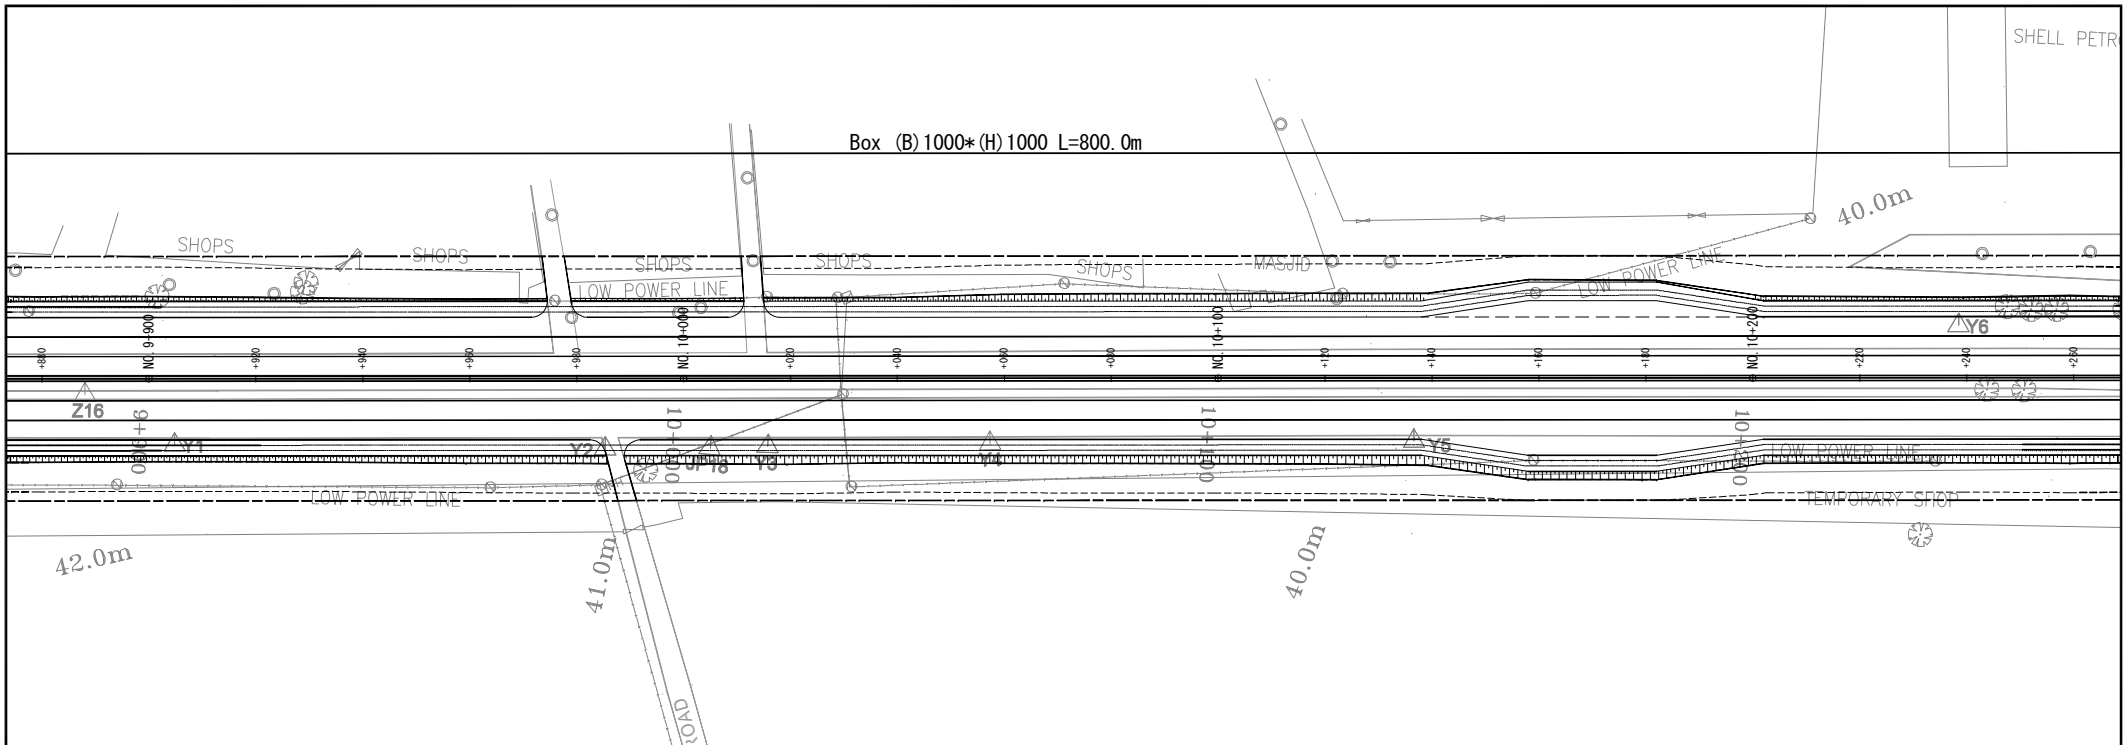 SHELL PETR
Box (B)1000*(H)1000 L=800.0m
40.0m
SHOPS
SHOPS
SHOPS
SHOPS
SHOPS
MASJID
LOW POWER LINE
LOW POWER LINE
Y6
+880
NO.9+900
+920
+940
+960
+980
NO.10+000
+020
+040
+060
+080
NO.10+100
+120
+140
+160
+180
NO.10+200
+220
+240
+260
Z16
9+900
Y1
Y2
10+000
JP18
Y3
Y4
10+100
Y5
10+200
LOW POWER LINE
LOW POWER LINE
TEMPORARY SHOP
42.0m
41.0m
40.0m
ROAD